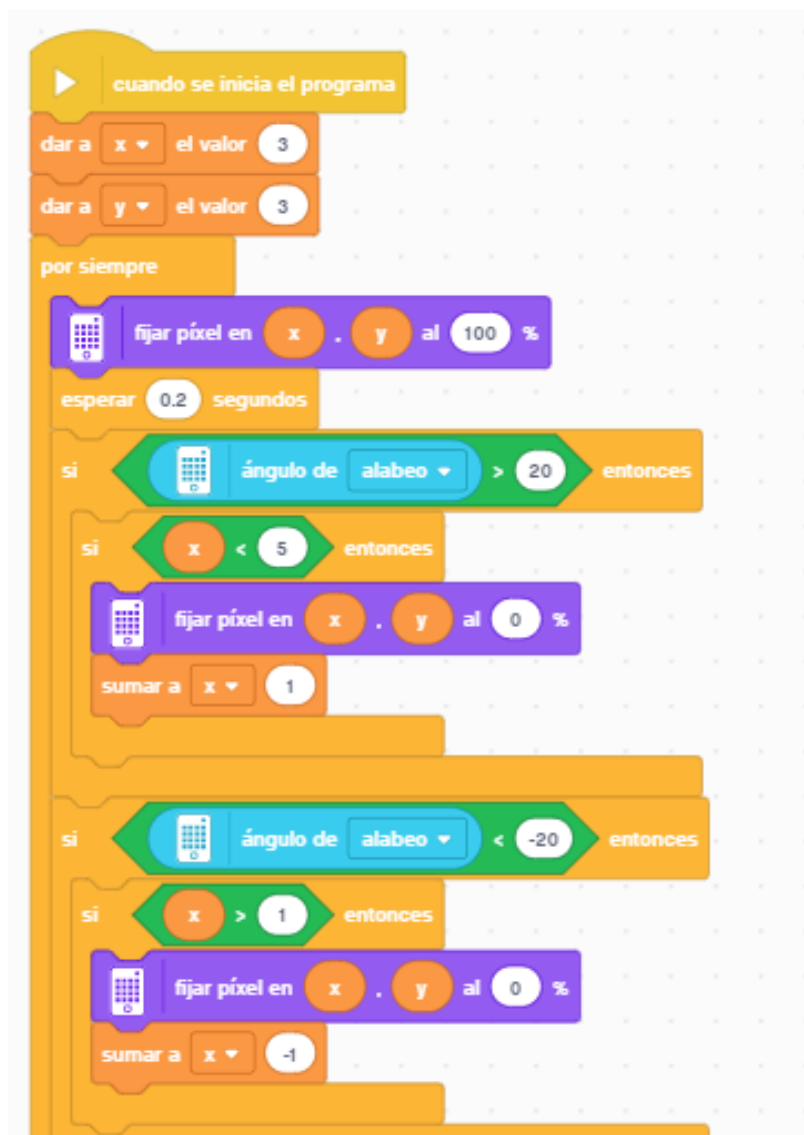 cuando se inicia el programa
dar a x el valor 3
dar a y el valor 3
por siempre
fijar píxel en x . y al 100 %
esperar 0.2 segundos
si ángulo de alabeo > 20 entonces
si x < 5 entonces
fijar píxel en x . y al 0 %
sumar a x 1
si ángulo de alabeo < -20 entonces
si x > 1 entonces
fijar píxel en x . y al 0 %
sumar a x -1